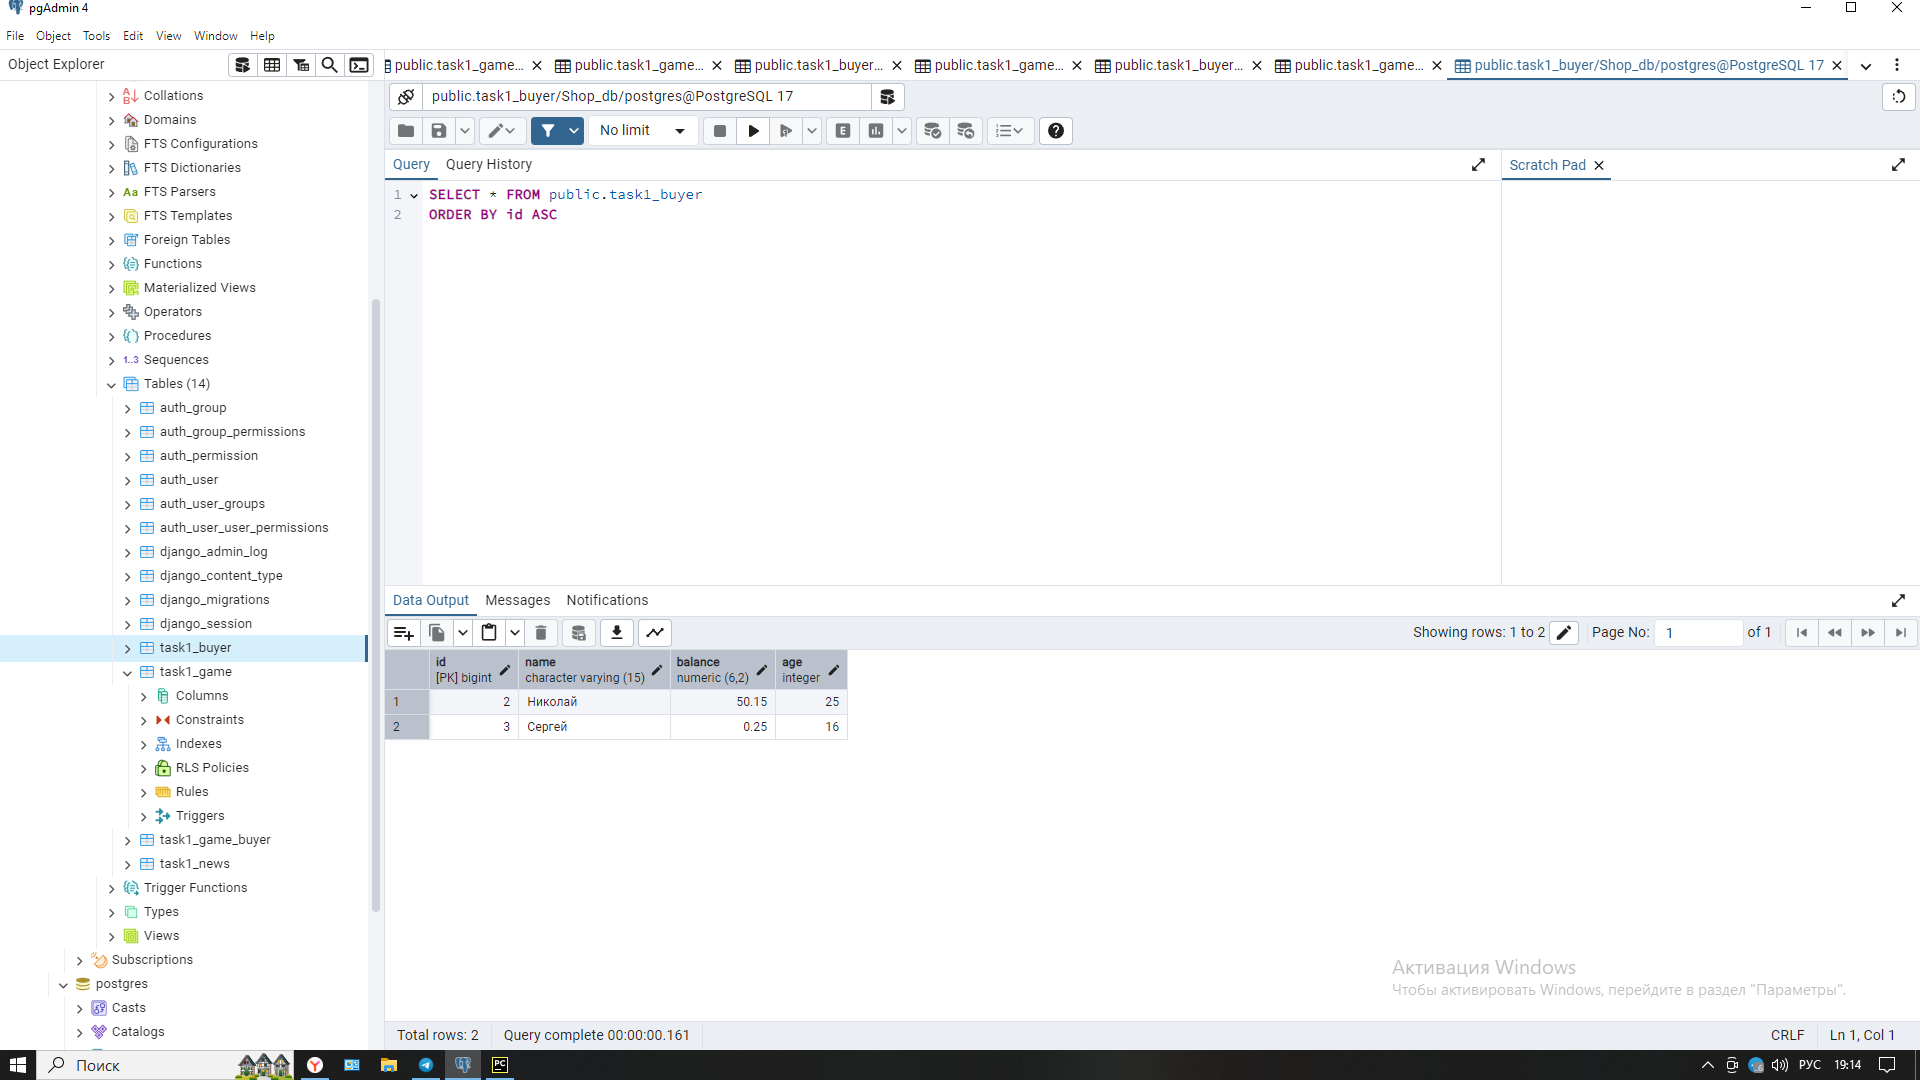 pgAdmin 4
File Object Tools Edit View Window Help
Object Explorer
public.task1_game... public.task1_game... public.task1_buyer... public.task1_game... public.task1_buyer... public.task1_game... public.task1_buyer/Shop_db/postgres@PostgreSQL 17
public.task1_buyer/Shop_db/postgres@PostgreSQL 17
No limit
E
Query Query History
Scratch Pad
1 SELECT * FROM public.task1_buyer
2 ORDER BY id ASC
Collations
Domains
FTS Configurations
FTS Dictionaries
Aa FTS Parsers
FTS Templates
Foreign Tables
Functions
Materialized Views
Operators
Procedures
1..3 Sequences
Tables (14)
auth_group
auth_group_permissions
auth_permission
auth_user
auth_user_groups
auth_user_user_permissions
django_admin_log
django_content_type
django_migrations
django_session
task1_buyer
task1_game
Columns
Constraints
Indexes
RLS Policies
Rules
Triggers
task1_game_buyer
task1_news
Trigger Functions
Types
Views
Subscriptions
postgres
Casts
Catalogs
Data Output Messages Notifications
Showing rows: 1 to 2 Page No: 1 of 1
id name balance age
[PK] bigint character varying (15) numeric (6,2) integer
1 2 Николай 50.15 25
2 3 Сергей 0.25 16
Активация Windows
Чтобы активировать Windows, перейдите в раздел "Параметры".
Total rows: 2 Query complete 00:00:00.161 CRLF Ln 1, Col 1
Поиск
PC
РУС 19:14